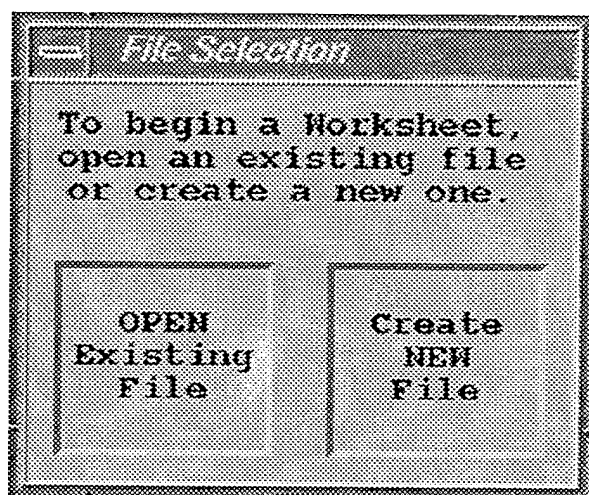 File Selection
To begin a Worksheet,
open an existing file
or create a new one.
OPEN
Existing
File
Create
NEW
File